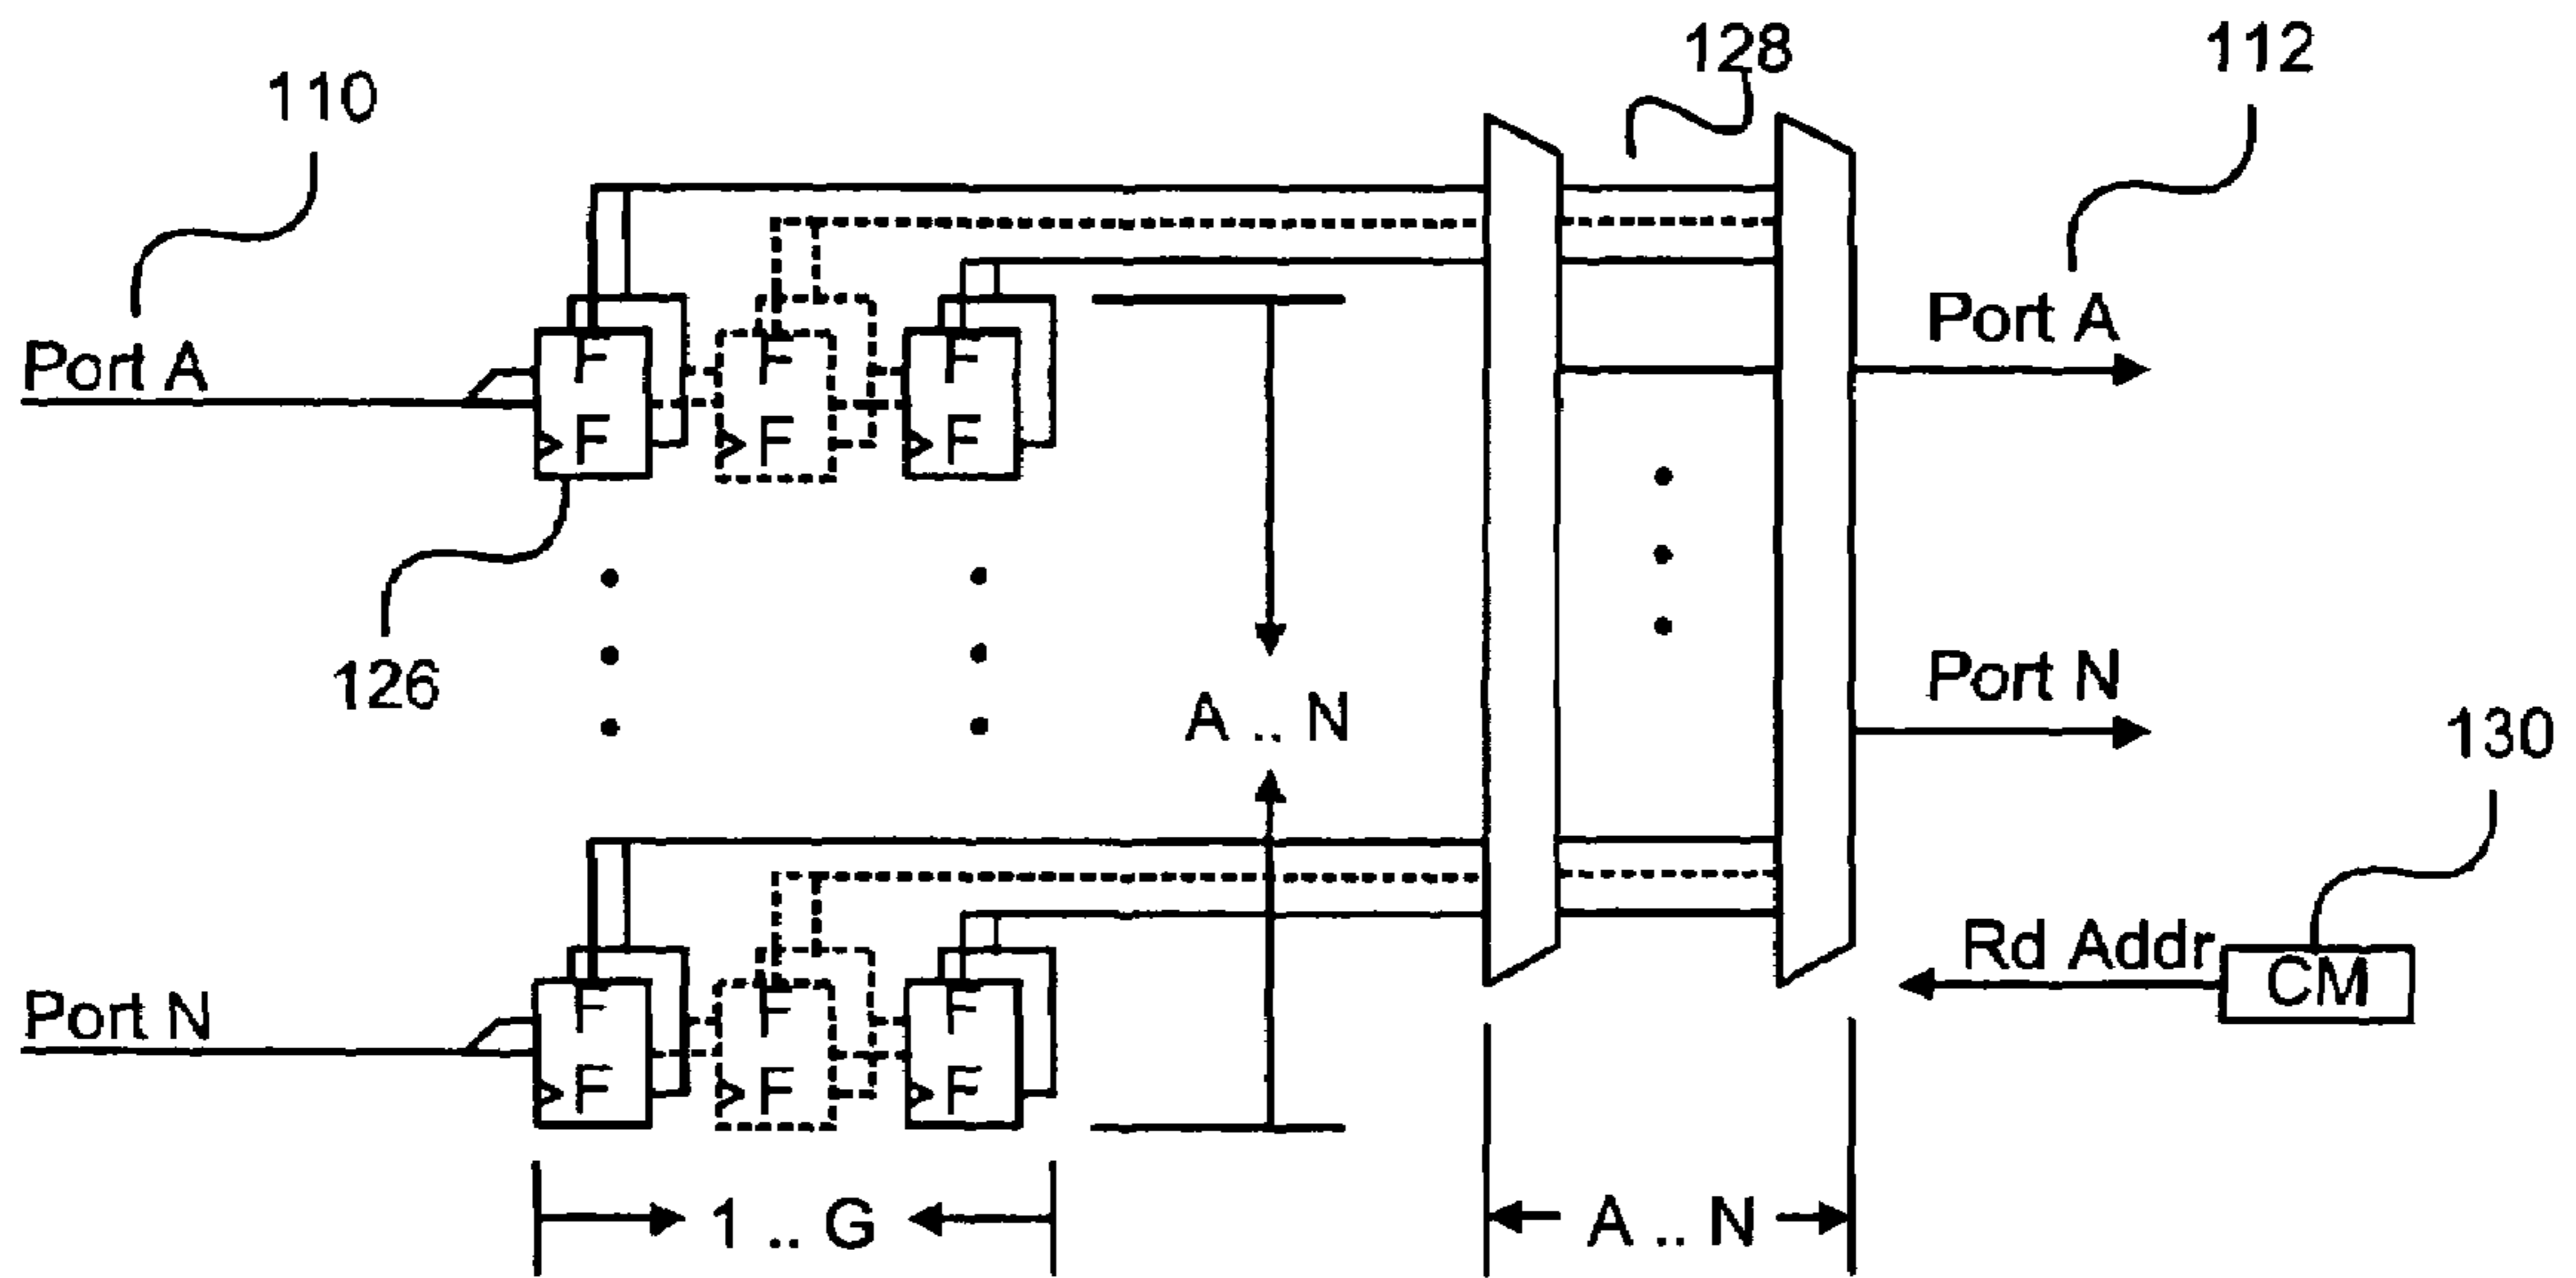 128
112
110
Port A
Port A
F F F
F F F
126
A .. N
Port N
130
Rd Addr
CM
Port N
F F F
F F F
1 .. G
A .. N